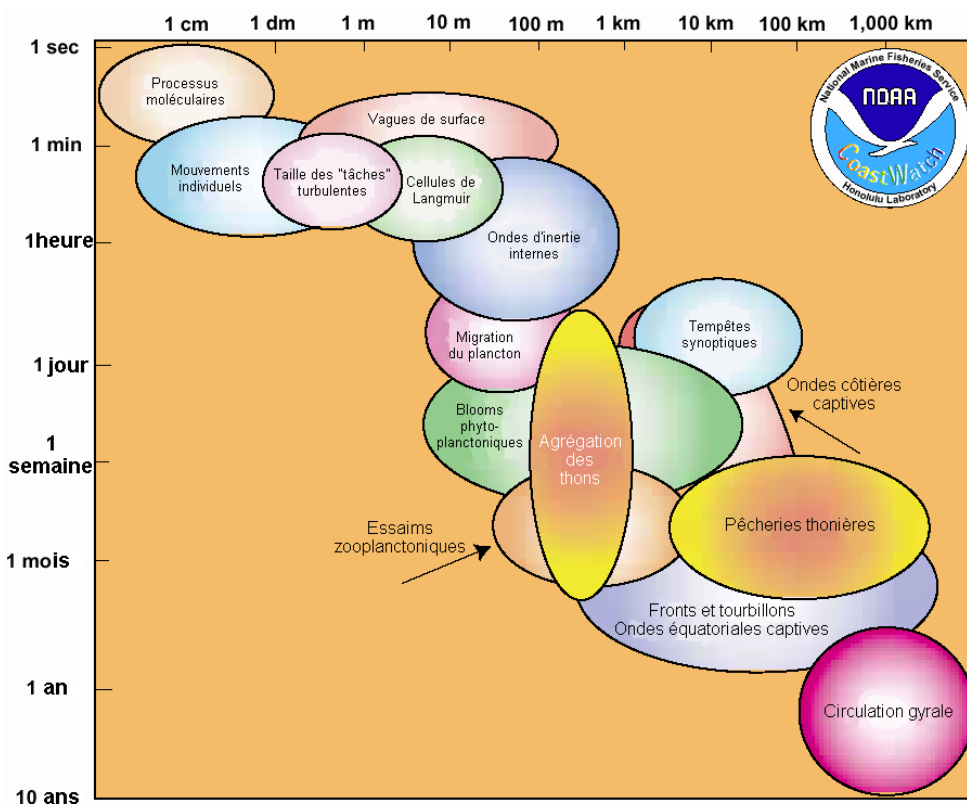 1 cm
1 dm
1 m
10 m
100 m
1 km
10 km
100 km
1,000 km
1 sec
1 min
1heure
1 jour
1
semaine
1 mois
1 an
10 ans
Processus
moléculaires
Vagues de surface
Mouvements
individuels
Taille des "tâches"
turbulentes
Cellules de
Langmuir
Ondes d'inertie
internes
Migration
du plancton
Tempêtes
synoptiques
Ondes côtières
captives
Blooms
phyto-
planctoniques
Agrégation
des
thons
Essaims
zooplanctoniques
Pêcheries thonières
Fronts et tourbillons
Ondes équatoriales captives
Circulation gyrale
National Marine Fisheries Service
NOAA
CoastWatch
Honolulu Laboratory